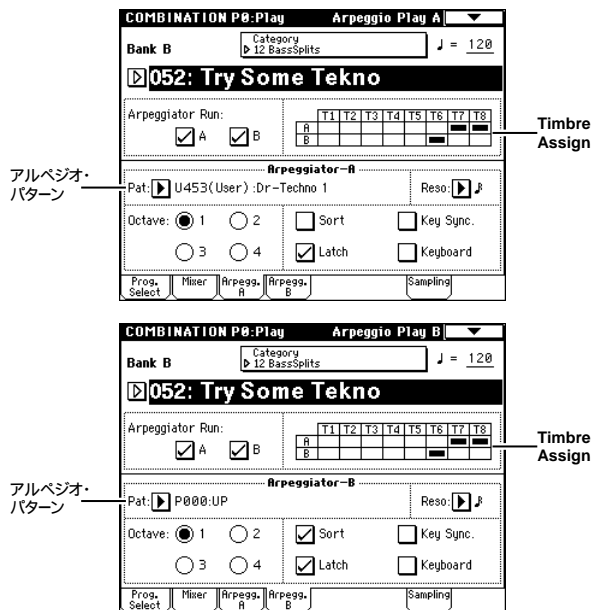 COMBINATION P0:Play Arpeggio Play A
Bank B Category ♩ = 120
12 BassSplits
052: Try Some Tekno
Arpeggiator Run: T1 T2 T3 T4 T5 T6 T7 T8
A B A
B
Timbre
Assign
アルペジオ・
パターン
Arpeggiator-A
Pat: U453(User) :Dr-Techno 1 Reso: ♪
Octave: 1 2 Sort Key Sync.
3 4 Latch Keyboard
Prog. Select Mixer Arpegg. A Arpegg. B Sampling
COMBINATION P0:Play Arpeggio Play B
Bank B Category ♩ = 120
12 BassSplits
052: Try Some Tekno
Arpeggiator Run: T1 T2 T3 T4 T5 T6 T7 T8
A B A
B
Timbre
Assign
アルペジオ・
パターン
Arpeggiator-B
Pat: P000:UP Reso: ♪
Octave: 1 2 Sort Key Sync.
3 4 Latch Keyboard
Prog. Select Mixer Arpegg. A Arpegg. B Sampling